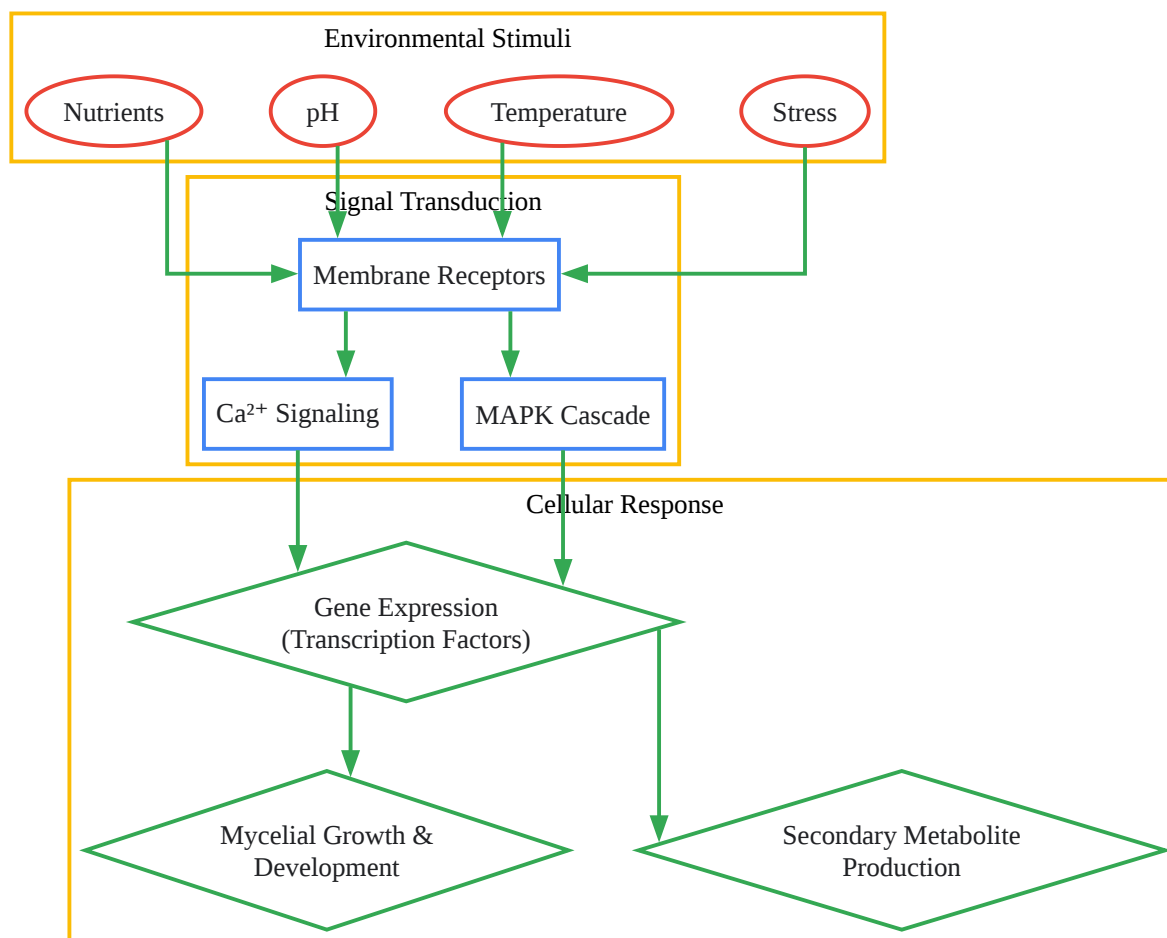 Environmental Stimuli
Nutrients
pH
Temperature
Stress
Signal Transduction
Membrane Receptors
Ca²⁺ Signaling
MAPK Cascade
Cellular Response
Gene Expression
(Transcription Factors)
Mycelial Growth &
Development
Secondary Metabolite
Production